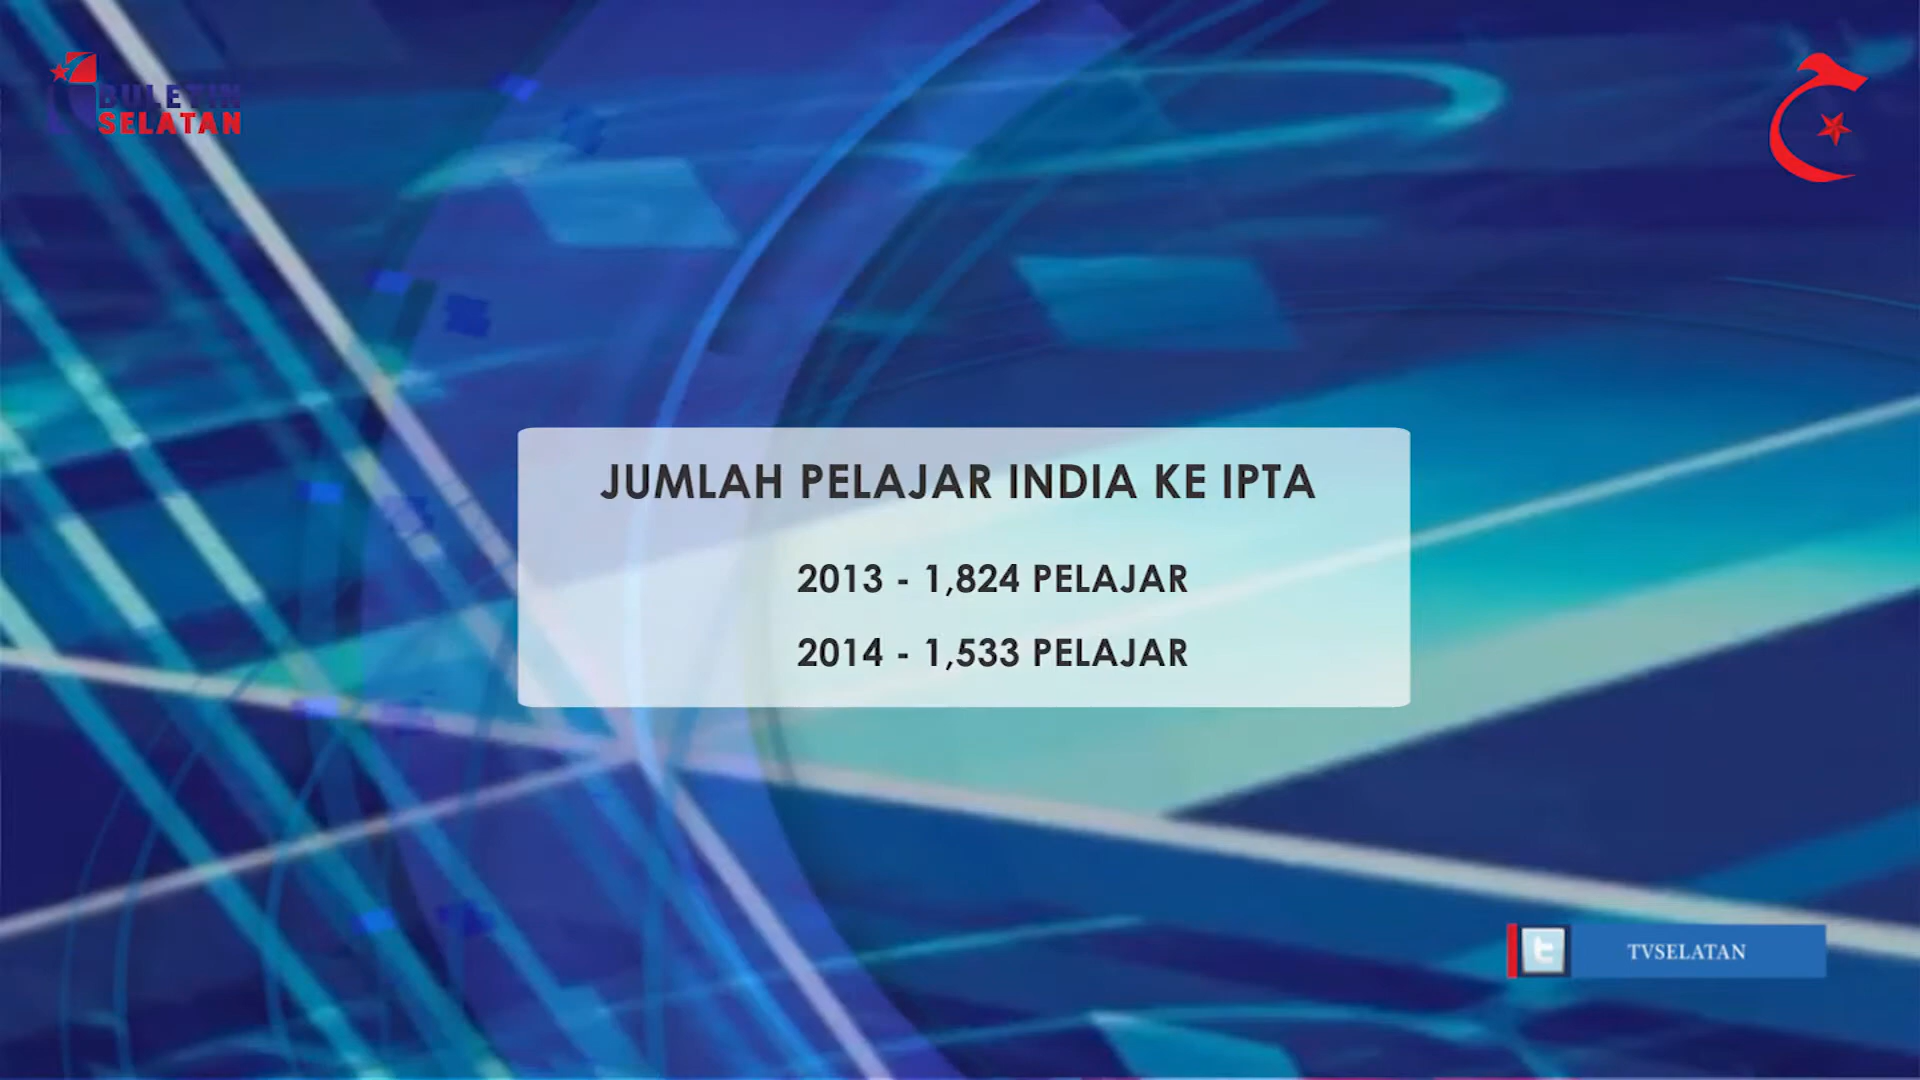 BULETIN
SELATAN
JUMLAH PELAJAR INDIA KE IPTA
2013 - 1,824 PELAJAR
2014 - 1,533 PELAJAR
TVSELATAN